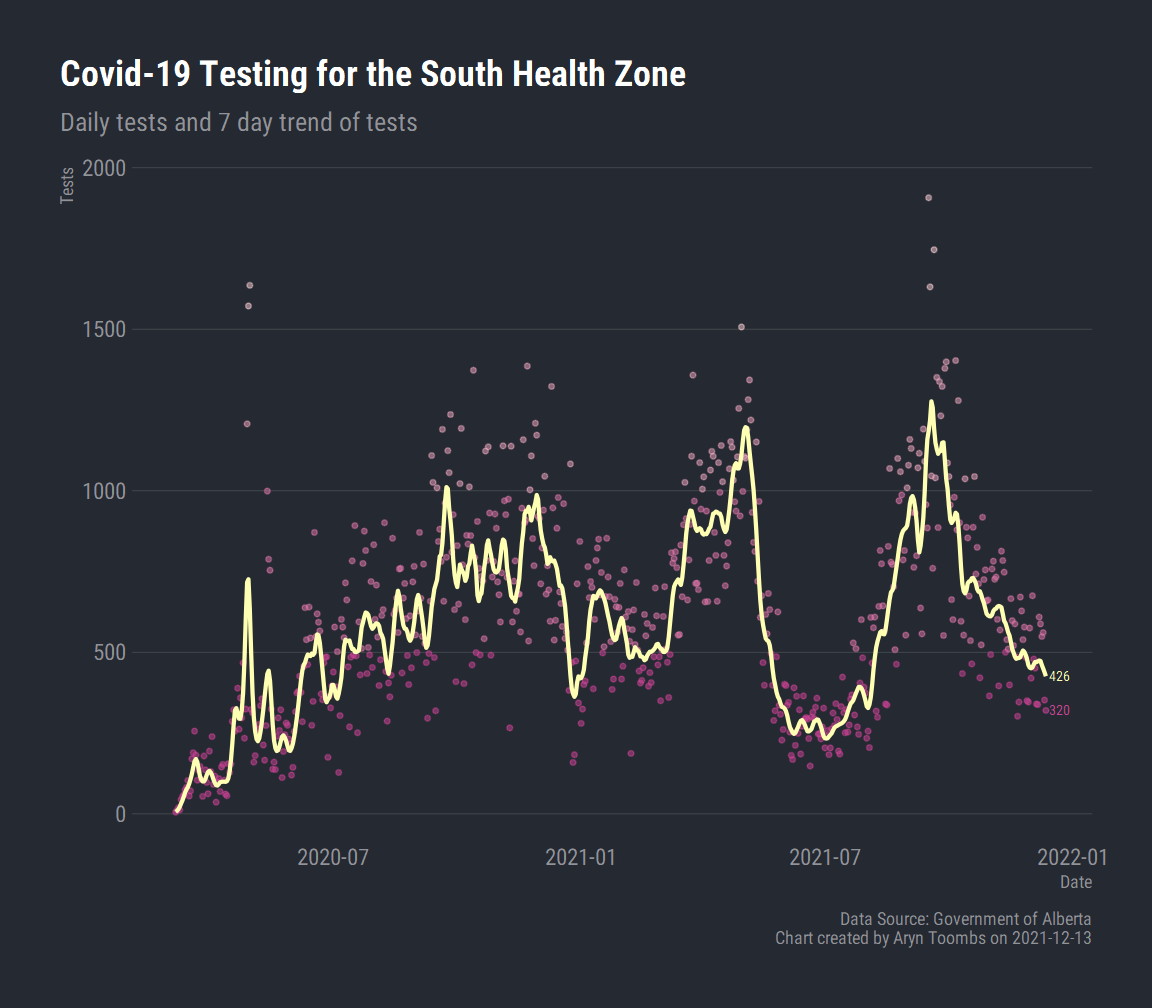 Covid-19 Testing for the South Health Zone
Daily tests and 7 day trend of tests
Tests
2000
1500
1000
500
0
426
320
2020-07
2021-01
2021-07
2022-01
Date
Data Source: Government of Alberta
Chart created by Aryn Toombs on 2021-12-13